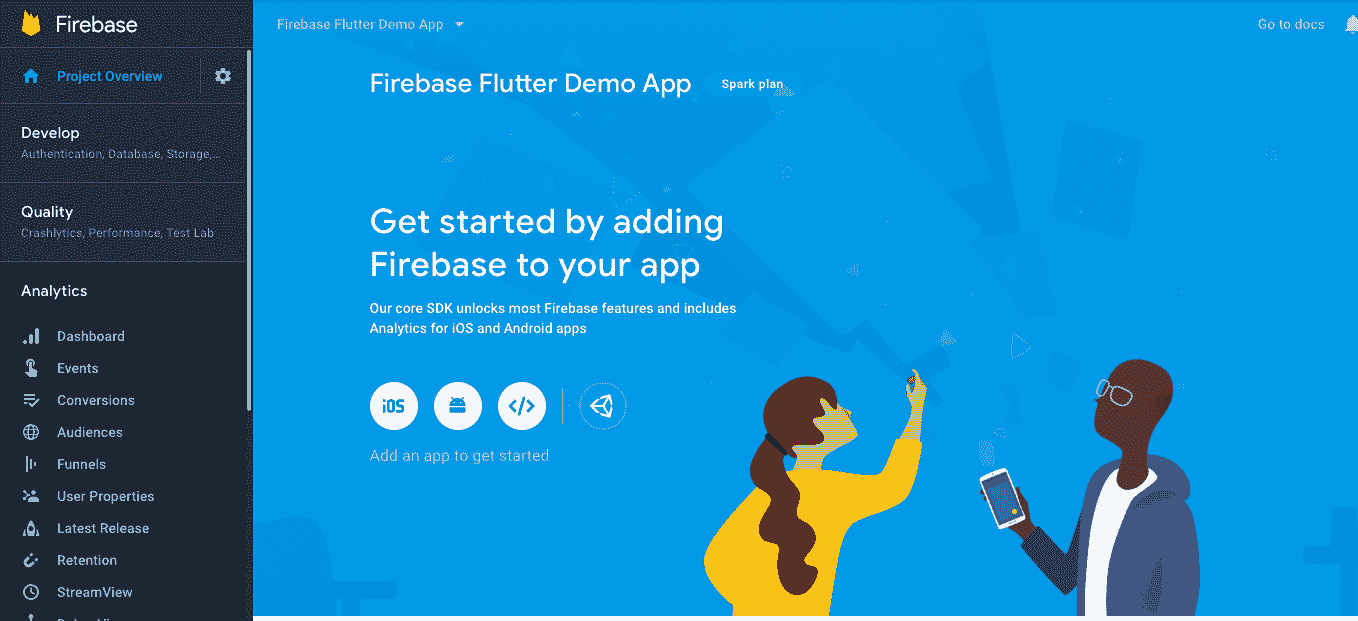 Firebase
Firebase Flutter Demo App
Go to docs
Project Overview
Firebase Flutter Demo App
Spark plan
Develop
Authentication, Database, Storage,...
Quality
Crashlytics, Performance, Test Lab
Get started by adding
Firebase to your app
Our core SDK unlocks most Firebase features and includes
Analytics for iOS and Android apps
iOS
Add an app to get started
Analytics
Dashboard
Events
Conversions
Audiences
Funnels
User Properties
Latest Release
Retention
StreamView